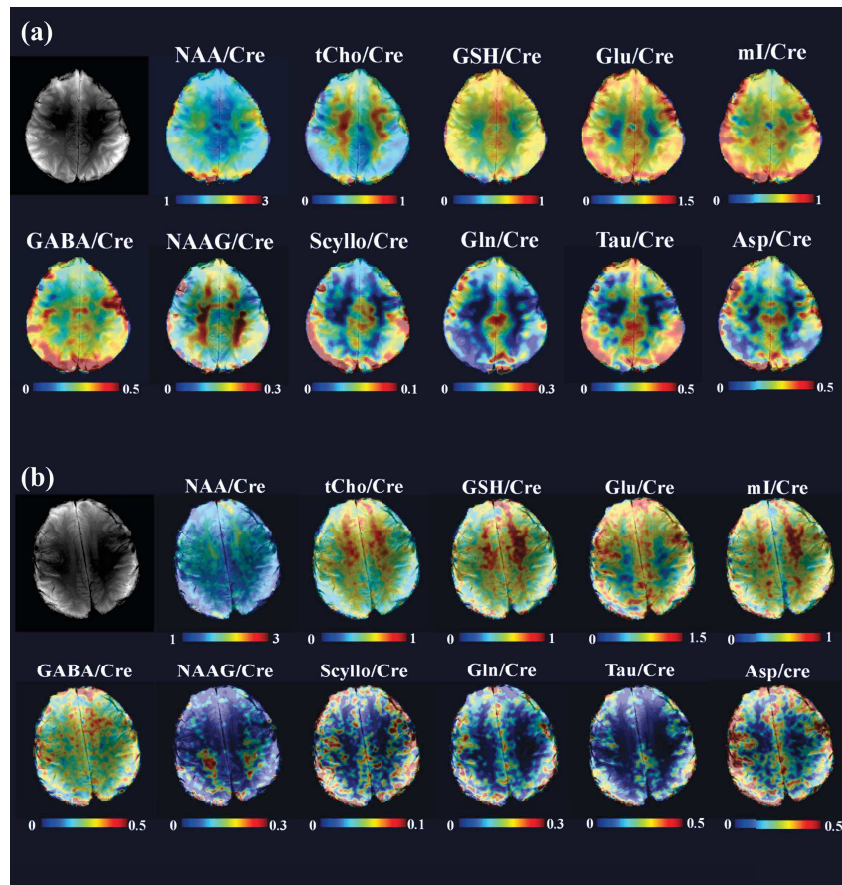 (a)
NAA/Cre tCho/Cre GSH/Cre Glu/Cre mI/Cre
1 3 0 1 0 1 0 1.5 0 1
GABA/Cre NAAG/Cre Scyllo/Cre Gln/Cre Tau/Cre Asp/Cre
0 0.5 0 0.3 0 0.1 0 0.3 0 0.5 0 0.5
(b)
NAA/Cre tCho/Cre GSH/Cre Glu/Cre mI/Cre
1 3 0 1 0 1 0 1.5 0 1
GABA/Cre NAAG/Cre Scyllo/Cre Gln/Cre Tau/Cre Asp/cre
0 0.5 0 0.3 0 0.1 0 0.3 0 0.5 0 0.5